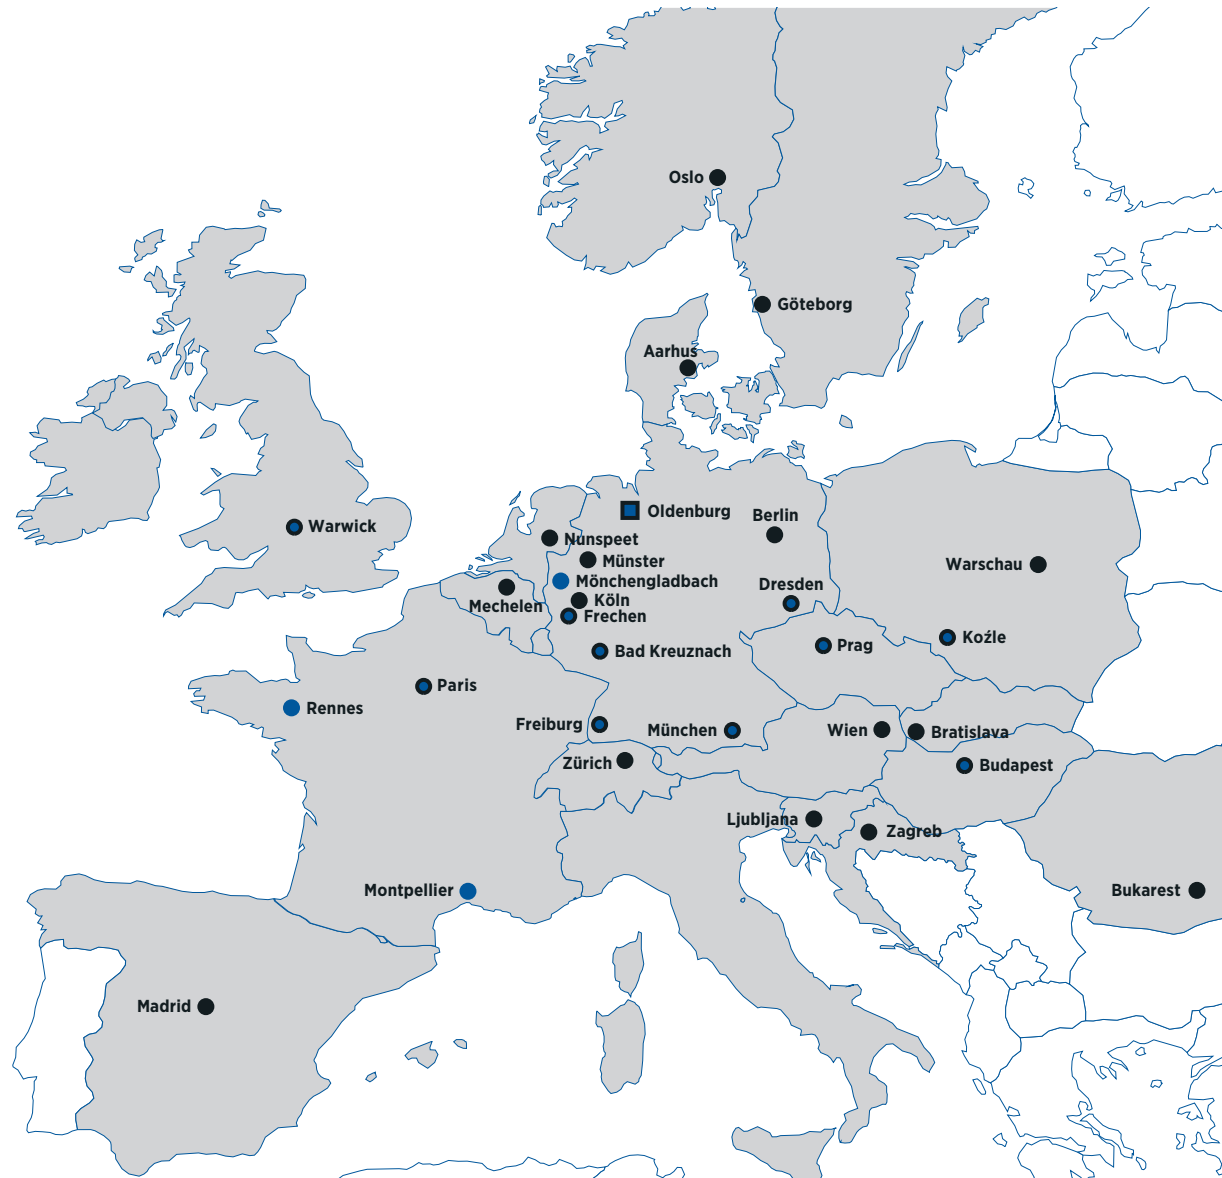 Oslo
Göteborg
Aarhus
Oldenburg
Berlin
Warwick
Nunspeet
Münster
Warschau
Mönchengladbach
Dresden
Mechelen
Köln
Frechen
Koźle
Prag
Bad Kreuznach
Paris
Rennes
Freiburg
München
Wien
Bratislava
Zürich
Budapest
Ljubljana
Zagreb
Montpellier
Bukarest
Madrid